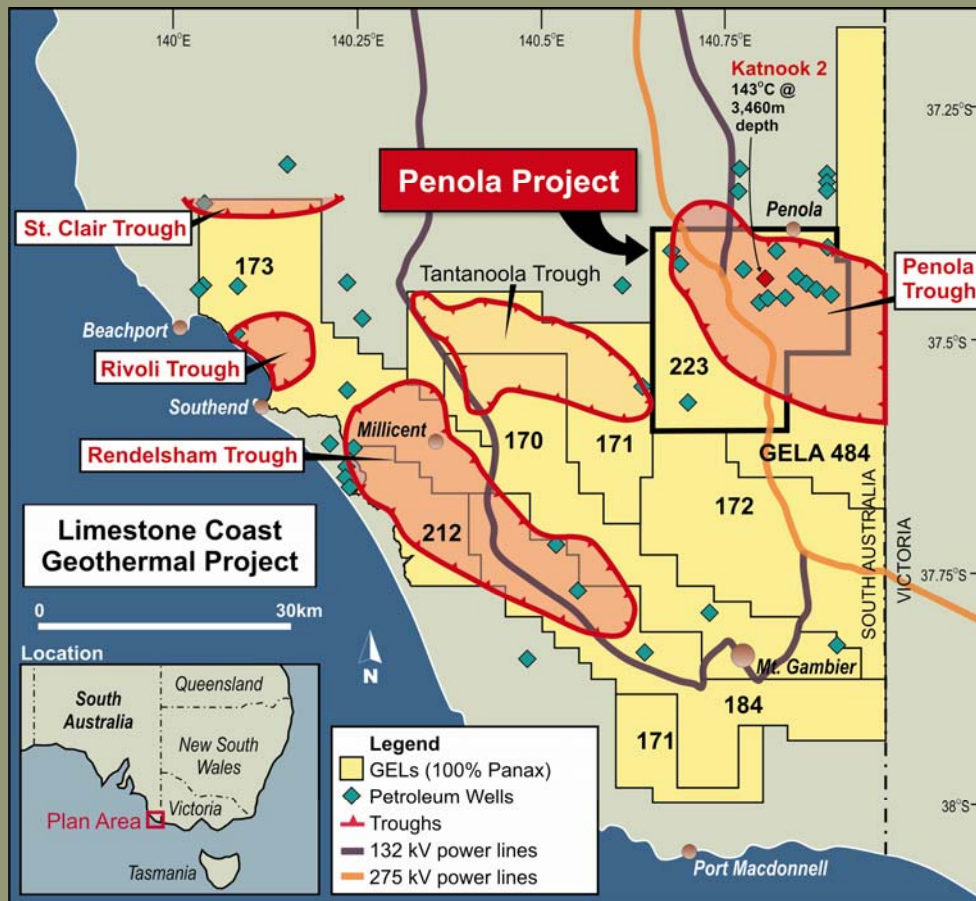 140°E
140.25°E
140.5°E
140.75°E
Katnook 2
143°C @
3,460m
depth
37.25°S
Penola Project
Penola
St. Clair Trough
173
Tantanoola Trough
Penola
Trough
Beachport
37.5°S
Rivoli Trough
223
Southend
Millicent
170
171
GELA 484
Rendelsham Trough
172
212
Limestone Coast
Geothermal Project
SOUTH AUSTRALIA
VICTORIA
37.75°S
0
30km
N
Mt. Gambier
184
171
38°S
Port Macdonnell
Location
South
Australia
Queensland
New South
Wales
Victoria
Plan Area
Tasmania
Legend
GELs (100% Panax)
Petroleum Wells
Troughs
132 kV power lines
275 kV power lines